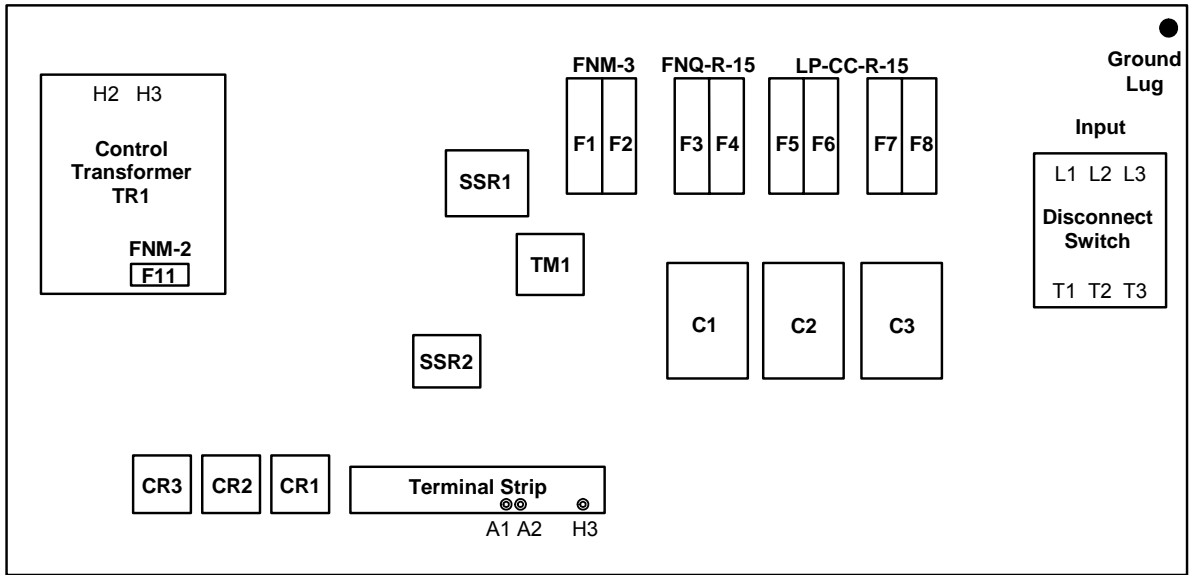 FNM-3 FNQ-R-15 LP-CC-R-15
Ground
Lug
H2 H3
Control
Transformer
TR1
FNM-2
F11
F1 F2 F3 F4 F5 F6 F7 F8
SSR1
TM1
SSR2
Input
L1 L2 L3
Disconnect
Switch
T1 T2 T3
C1 C2 C3
CR3 CR2 CR1
Terminal Strip
A1 A2 H3